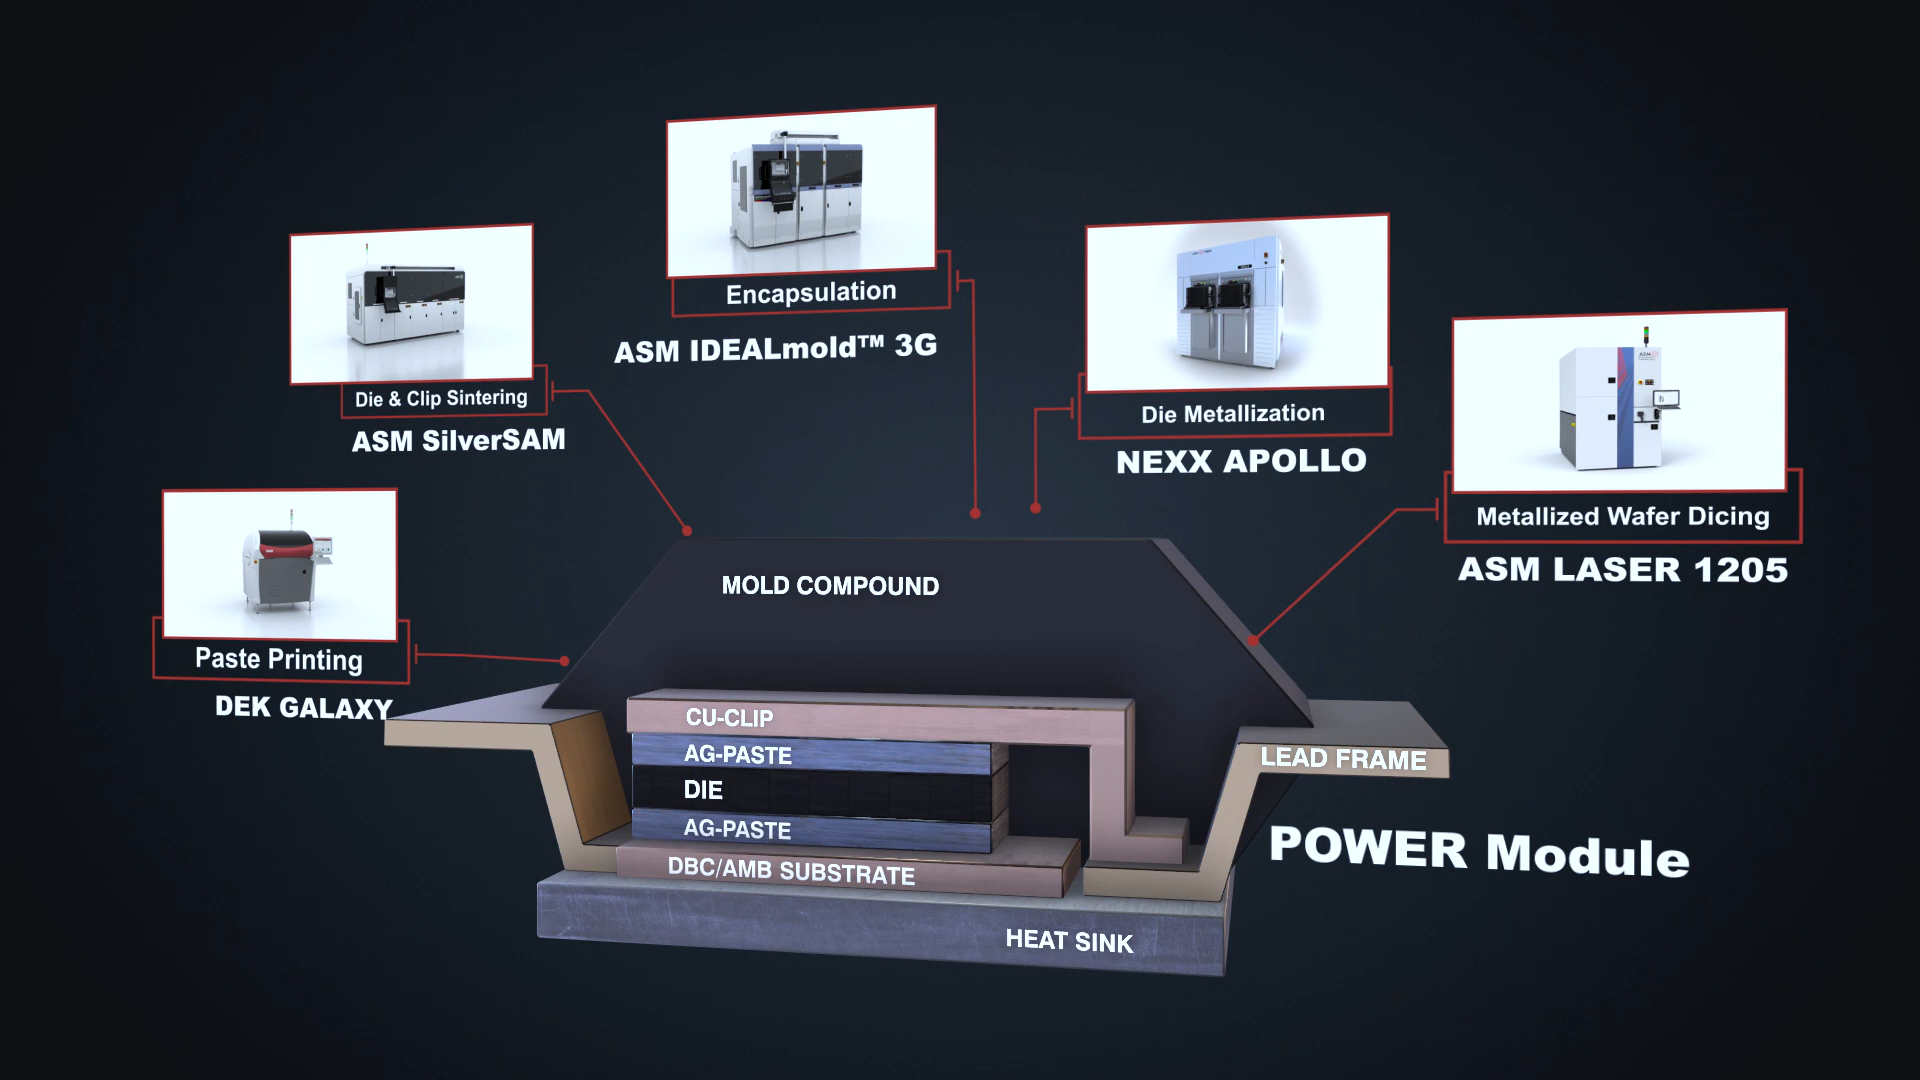 Encapsulation
ASM IDEALmold™ 3G
Die & Clip Sintering
ASM SilverSAM
Die Metallization
NEXX APOLLO
Metallized Wafer Dicing
ASM LASER 1205
Paste Printing
DEK GALAXY
MOLD COMPOUND
CU-CLIP
AG-PASTE
DIE
AG-PASTE
DBC/AMB SUBSTRATE
HEAT SINK
LEAD FRAME
POWER Module
ASM